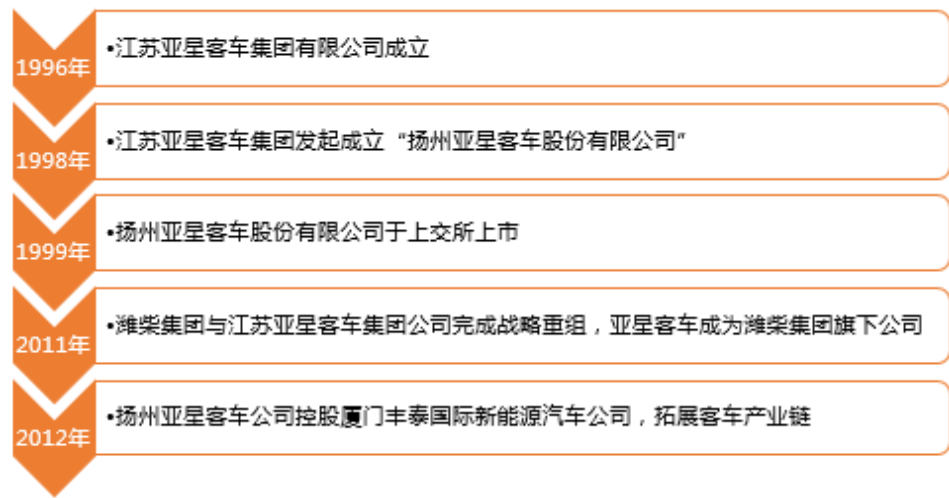 1996年
•江苏亚星客车集团有限公司成立
1998年
•江苏亚星客车集团发起成立“扬州亚星客车股份有限公司”
1999年
•扬州亚星客车股份有限公司于上交所上市
2011年
•潍柴集团与江苏亚星客车集团公司完成战略重组，亚星客车成为潍柴集团旗下公司
2012年
•扬州亚星客车公司控股厦门丰泰国际新能源汽车公司，拓展客车产业链